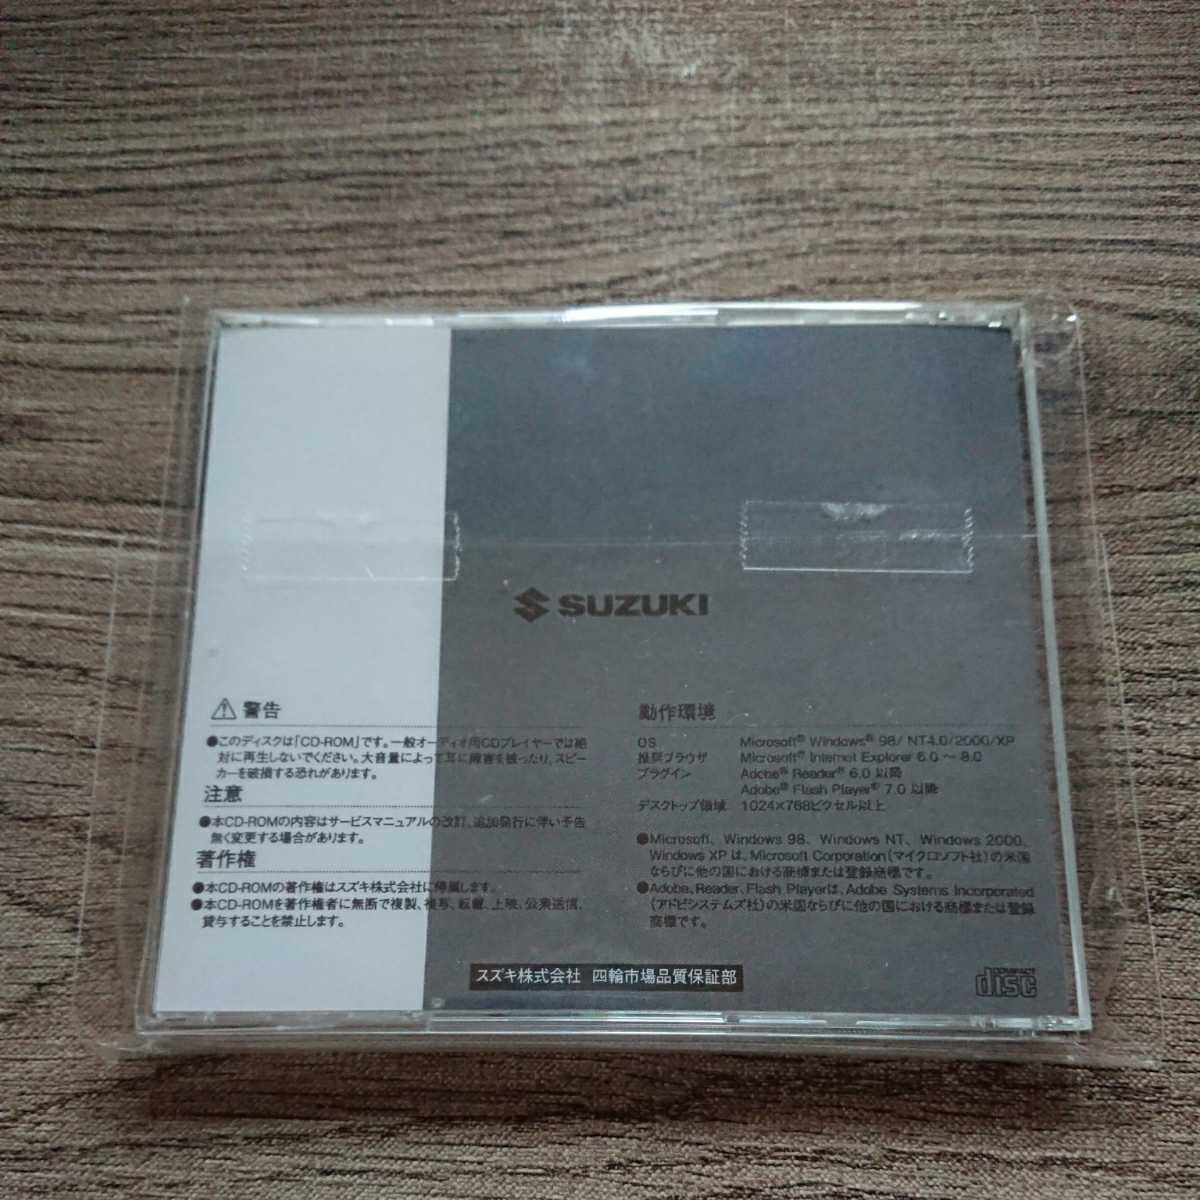 SUZUKI
警告
●このディスクは「CD-ROM」です。一般オーディオ用CDプレイヤーでは絶
対に再生しないでください。大音量によって耳に障害を被ったり、スピー
カーを破損する恐れがあります。
注意
●本CD-ROMの内容はサービスマニュアルの改訂、追加発行に伴い予告
無く変更する場合があります。
著作権
●本CD-ROMの著作権はスズキ株式会社に帰属します。
●本CD-ROMを著作権者に無断で複製、複写、転載、上映、公衆送信、
貸与することを禁止します。
動作環境
OS Microsoft® Windows® 98/ NT4.0/2000/XP
推奨ブラウザ Microsoft® Internet Explorer 6.0 〜 8.0
プラグイン Adobe® Reader® 6.0 以降
Adobe® Flash Player® 7.0 以降
デスクトップ領域 1024×768ピクセル以上
●Microsoft、Windows 98、Windows NT、Windows 2000、
Windows XP は、Microsoft Corporation(マイクロソフト社)の米国
ならびに他の国における商標または登録商標です。
●Adobe、Reader、Flash Playerは、Adobe Systems Incorporated
(アドビシステムズ社)の米国ならびに他の国における商標または登録
商標です。
スズキ株式会社 四輪市場品質保証部
COMPACT
disc